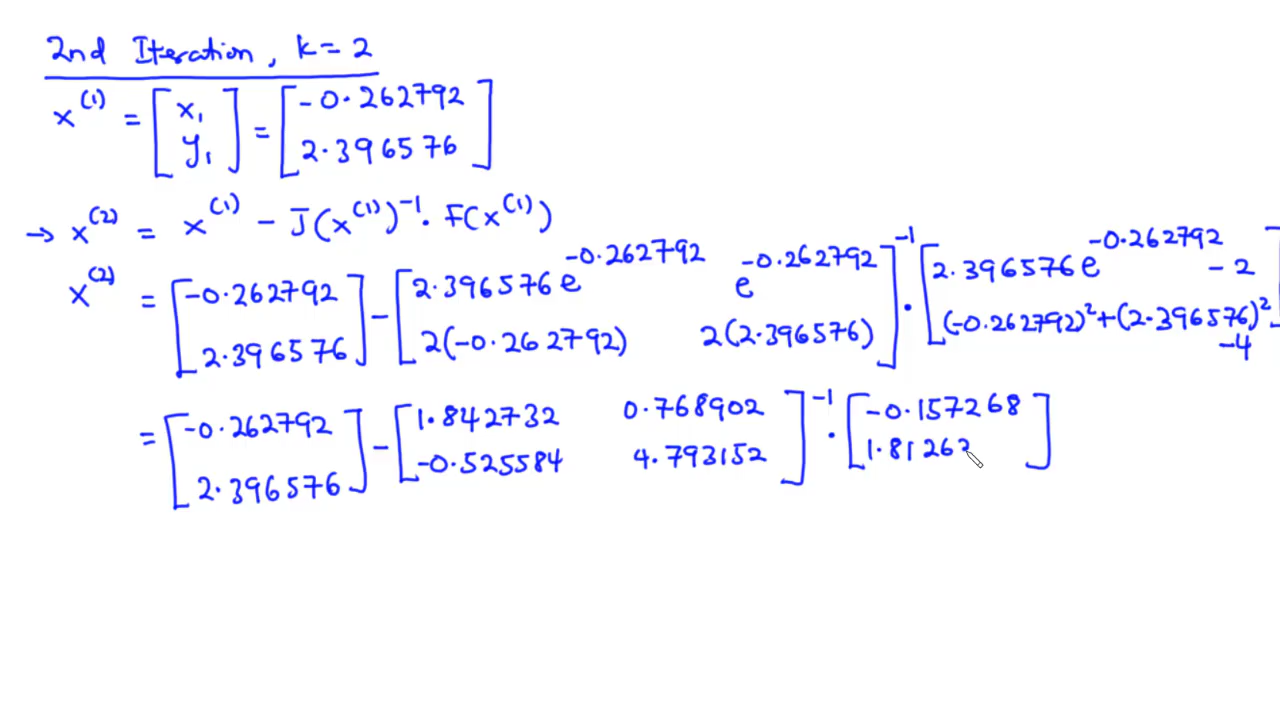 2nd Iteration, k = 2
x^(1) = [x₁ y₁] = [-0.262792 2.396576]
→ x^(2) = x^(1) - J(x^(1))^-1 · F(x^(1))
x^(2) = [-0.262792 2.396576] - [2.396576e^-0.262792 e^-0.262792 2(-0.262792) 2(2.396576)]^-1 · [2.396576e^-0.262792 - 2 (-0.262792)² + (2.396576)² - 4]
= [-0.262792 2.396576] - [1.842732 0.768902 -0.525584 4.793152]^-1 · [-0.157268 1.8126]